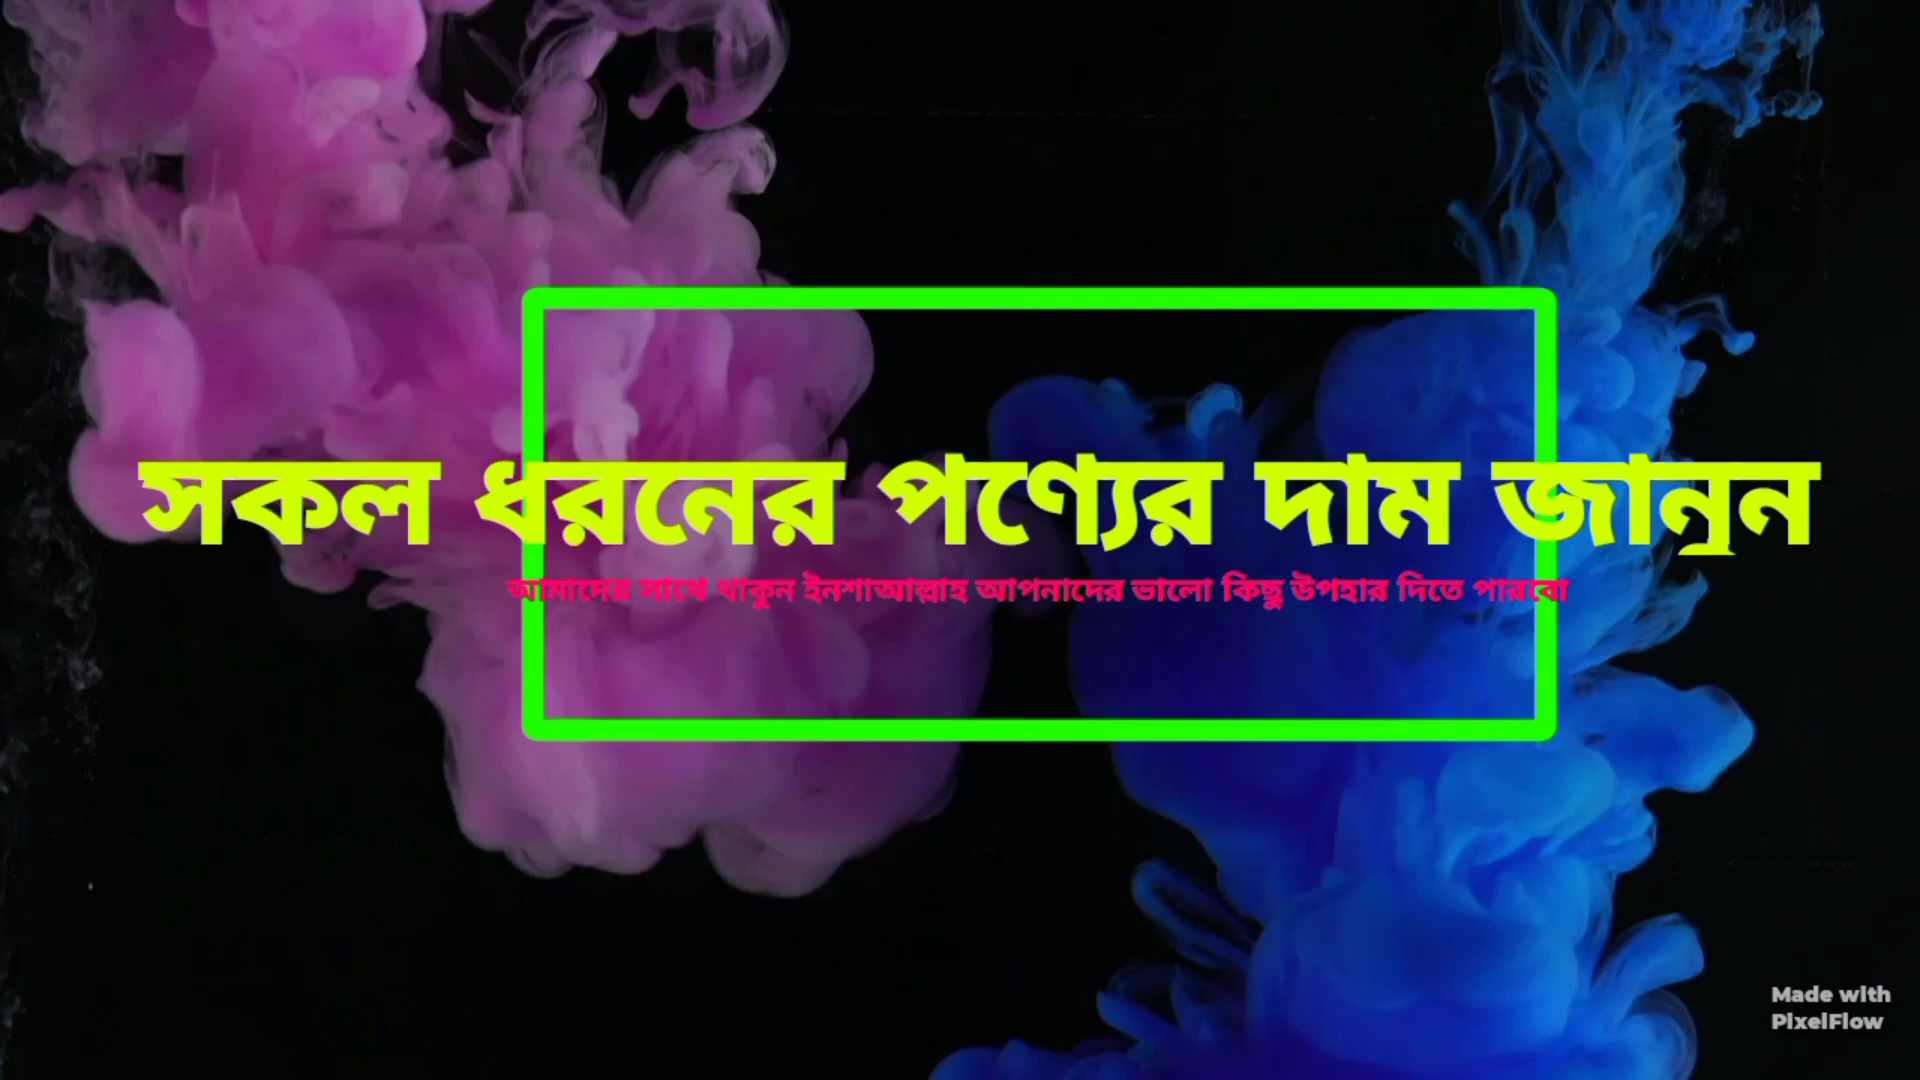 সকল ধরনের পণ্যের দাম জানুন
আমাদের সাথে থাকুন ইনশাআল্লাহ আপনাদের ভালো কিছু উপহার দিতে পারবো
Made with
PixelFlow